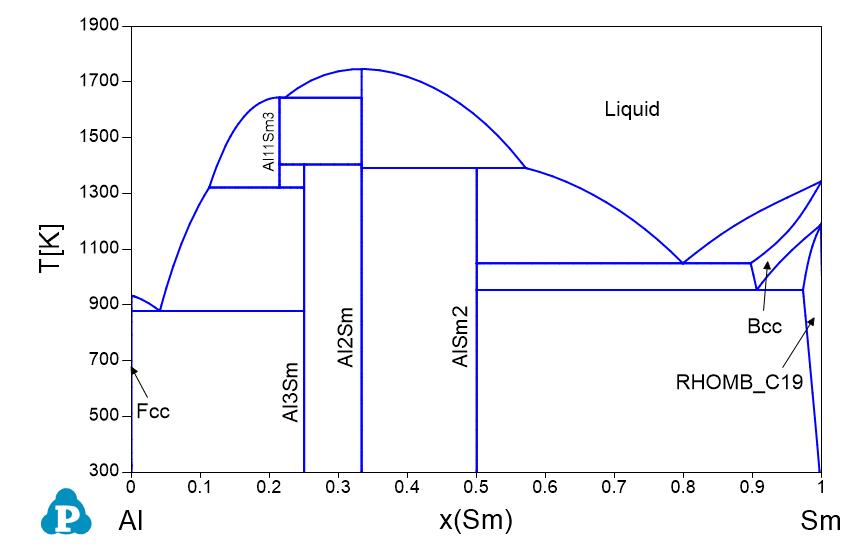 1900
1700
1500
1300
1100
900
700
500
300
T[K]
Liquid
Al11Sm3
Al3Sm
Al2Sm
AlSm2
Bcc
RHOMB_C19
Fcc
0 0.1 0.2 0.3 0.4 0.5 0.6 0.7 0.8 0.9 1
P
Al x(Sm) Sm